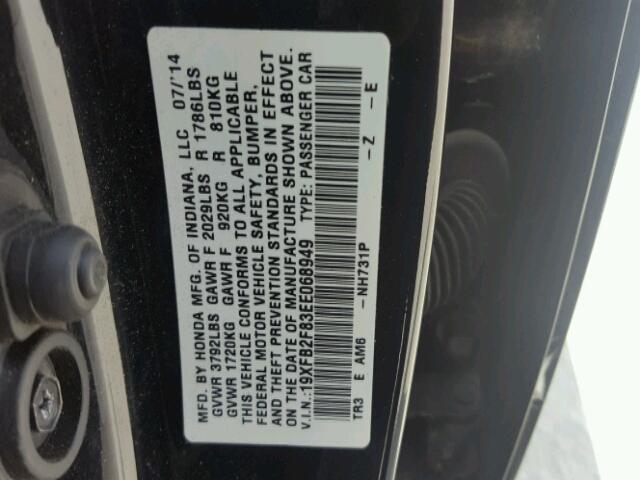 MFD. BY HONDA MFG. OF INDIANA, LLC 07/'14
GVWR 3792LBS GAWR F 2029LBS R 1786LBS
GVWR 1720KG GAWR F 920KG R 810KG
THIS VEHICLE CONFORMS TO ALL APPLICABLE
FEDERAL MOTOR VEHICLE SAFETY, BUMPER,
AND THEFT PREVENTION STANDARDS IN EFFECT
ON THE DATE OF MANUFACTURE SHOWN ABOVE.
V.I.N.:19XFB2F83EE068949 TYPE: PASSENGER CAR
TR3 E AM6 -NH731P -Z -E